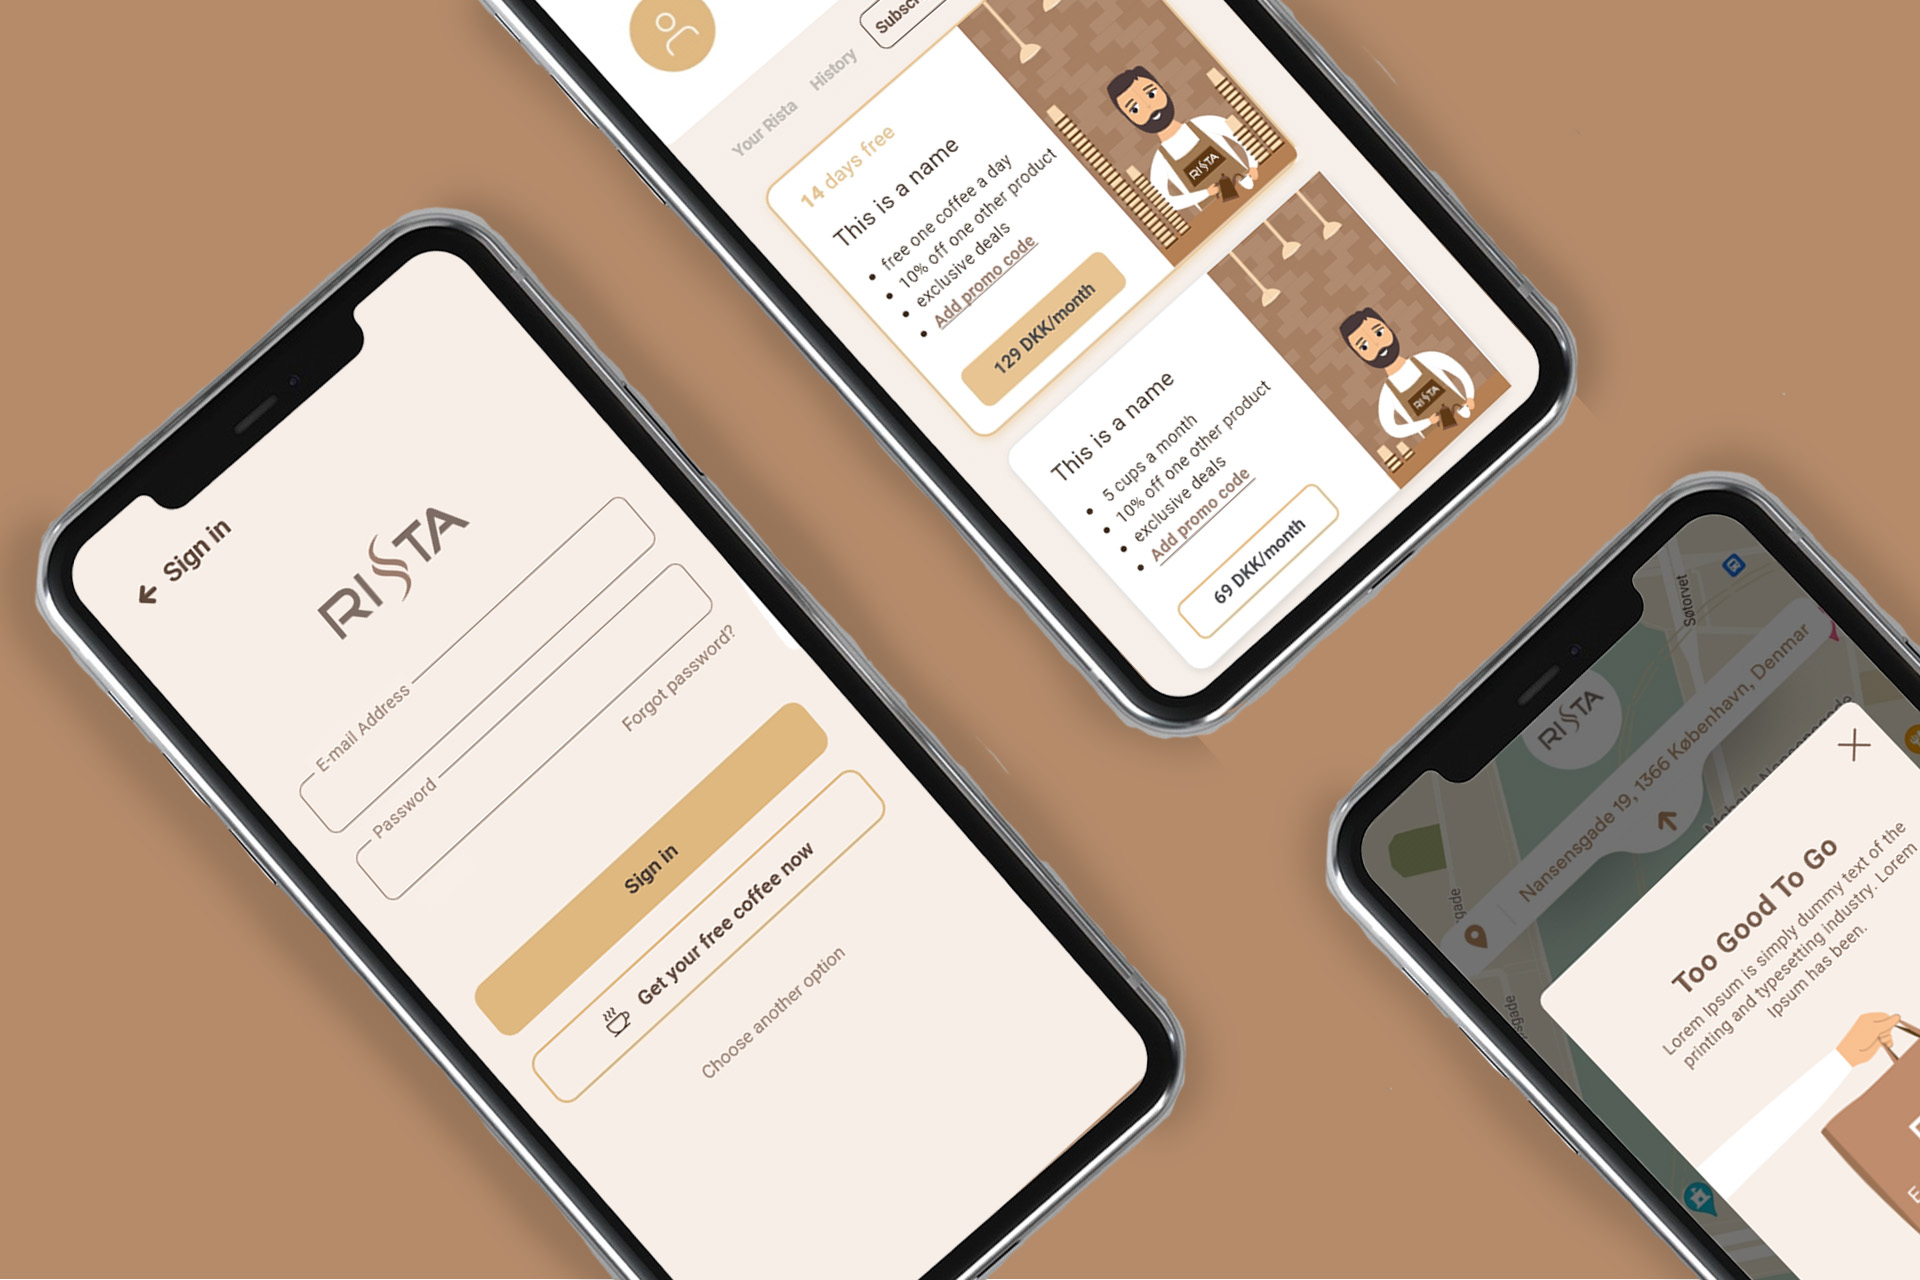 ← Sign in
RISTA
E-mail Address
Password
Forgot password?
Sign in
Get your free coffee now
Choose another option
Your Rista
History
14 days free
This is a name
• free one coffee a day
• 10% off one other product
• exclusive deals
• Add promo code
129 DKK/month
RISTA
This is a name
• 5 cups a month
• 10% off one other product
• exclusive deals
• Add promo code
69 DKK/month
RISTA
Søtorvet
RISTA
Nansensgade 19, 1366 København, Denmar
Too Good To Go
Lorem Ipsum is simply dummy text of the
printing and typesetting industry. Lorem
Ipsum has been.